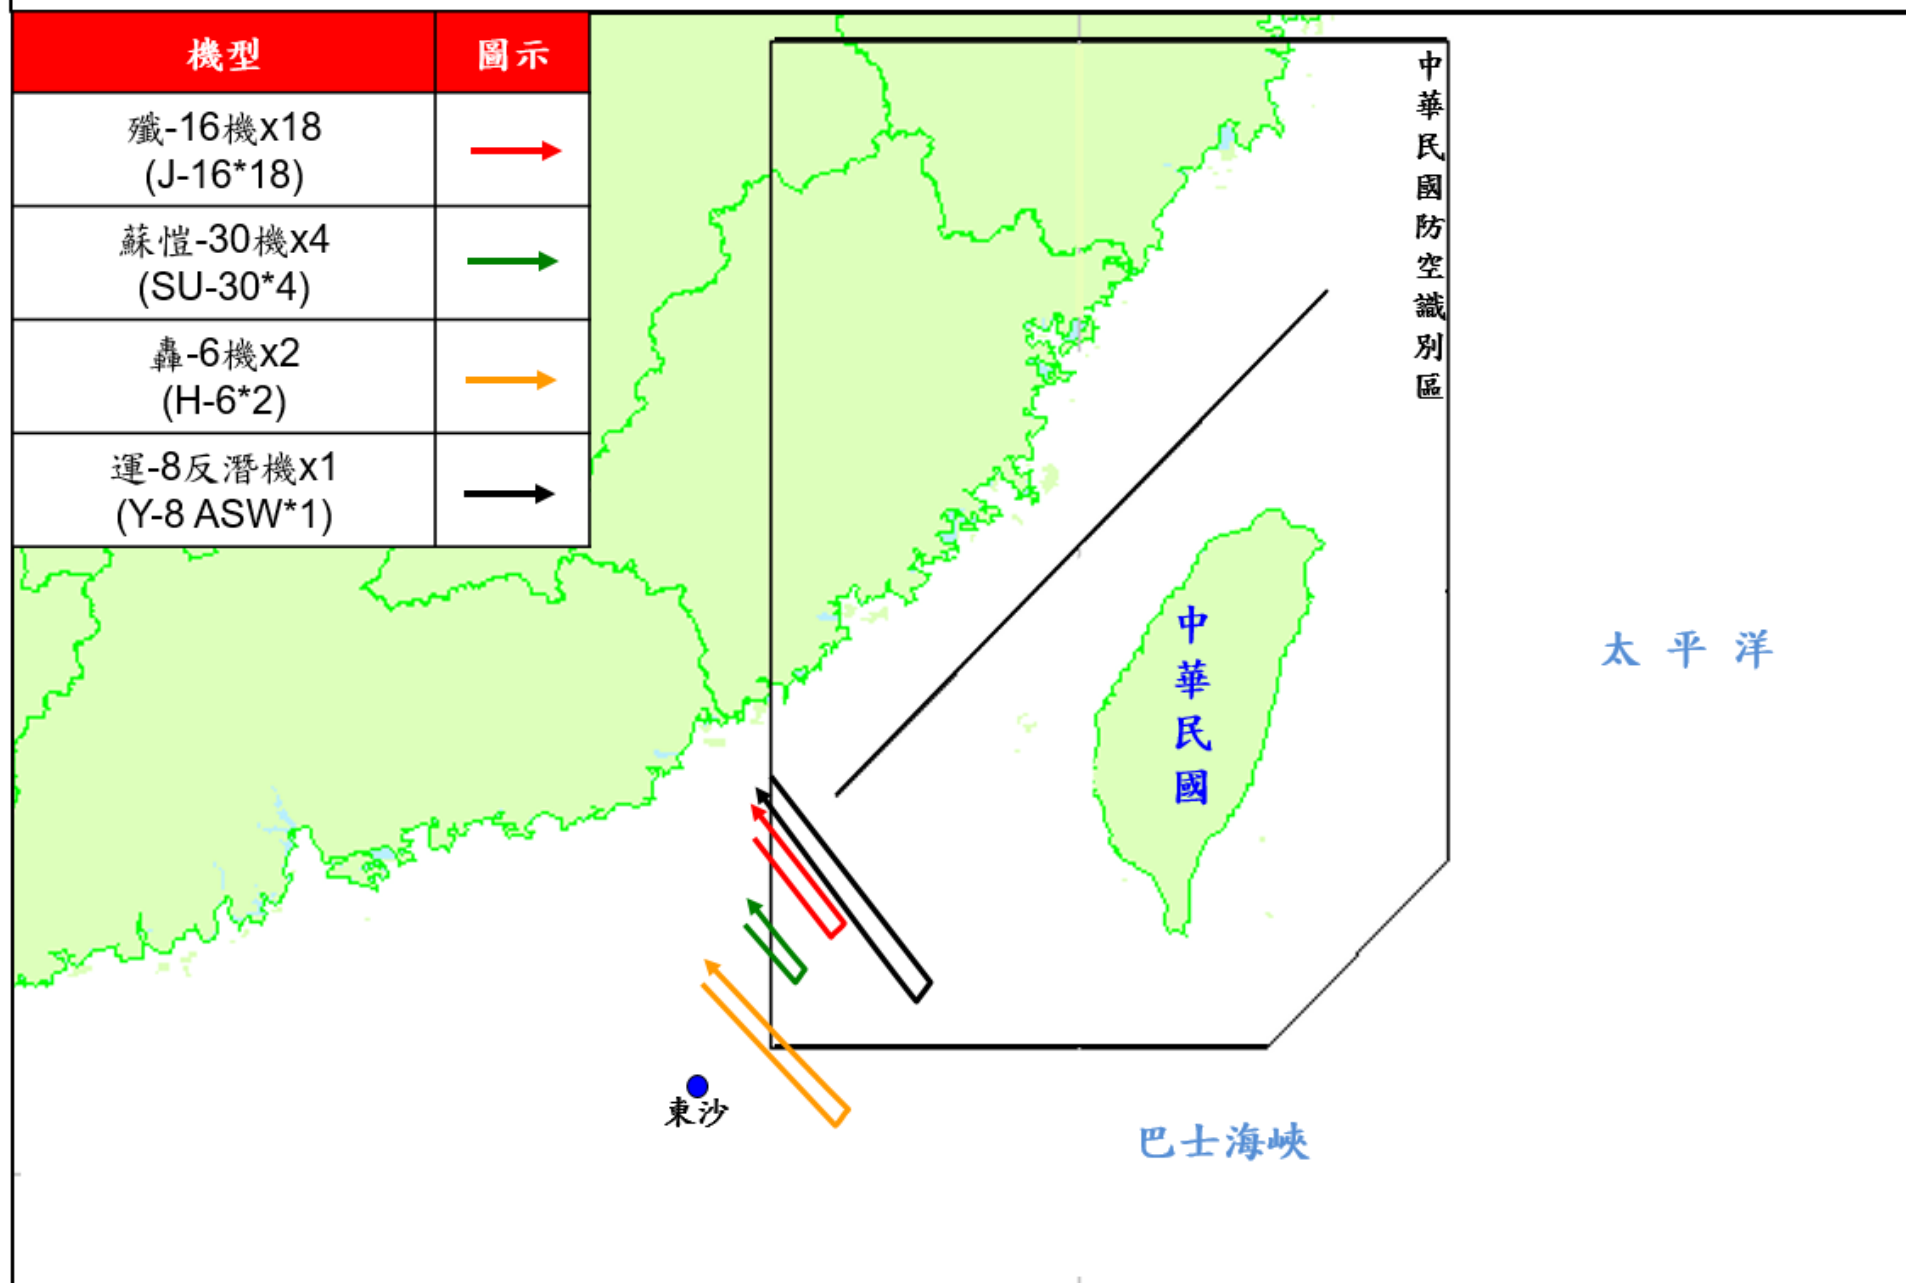 機型 圖示
殲-16機x18
(J-16*18)
蘇愷-30機x4
(SU-30*4)
轟-6機x2
(H-6*2)
運-8反潛機x1
(Y-8 ASW*1)
中華民國防空識別區
中華民國
太平洋
東沙
巴士海峽